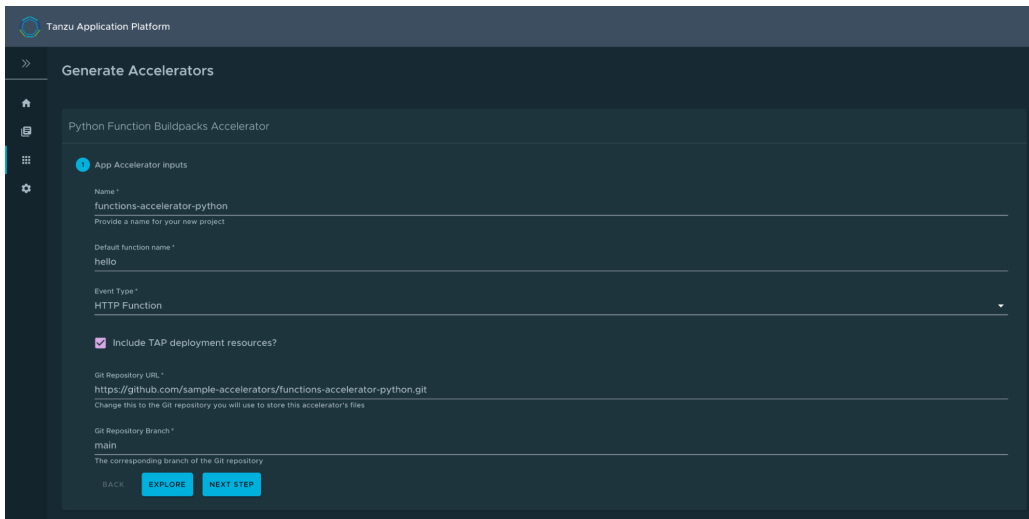 Tanzu Application Platform
Generate Accelerators
Python Function Buildpacks Accelerator
1 App Accelerator inputs
Name *
functions-accelerator-python
Provide a name for your new project
Default function name *
hello
Event Type *
HTTP Function
Include TAP deployment resources?
Git Repository URL *
https://github.com/sample-accelerators/functions-accelerator-python.git
Change this to the Git repository you will use to store this accelerator's files
Git Repository Branch *
main
The corresponding branch of the Git repository
BACK EXPLORE NEXT STEP